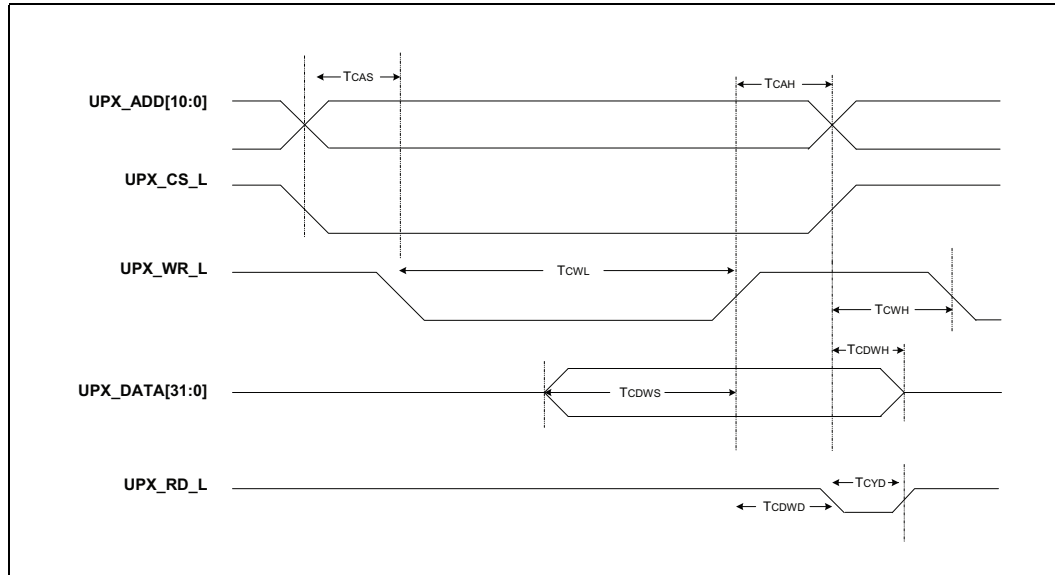 TCAS
TCAH
UPX_ADD[10:0]
UPX_CS_L
UPX_WR_L
TCWL
TCWH
TCDWH
UPX_DATA[31:0]
TCDWS
UPX_RD_L
TCYD
TCDWD